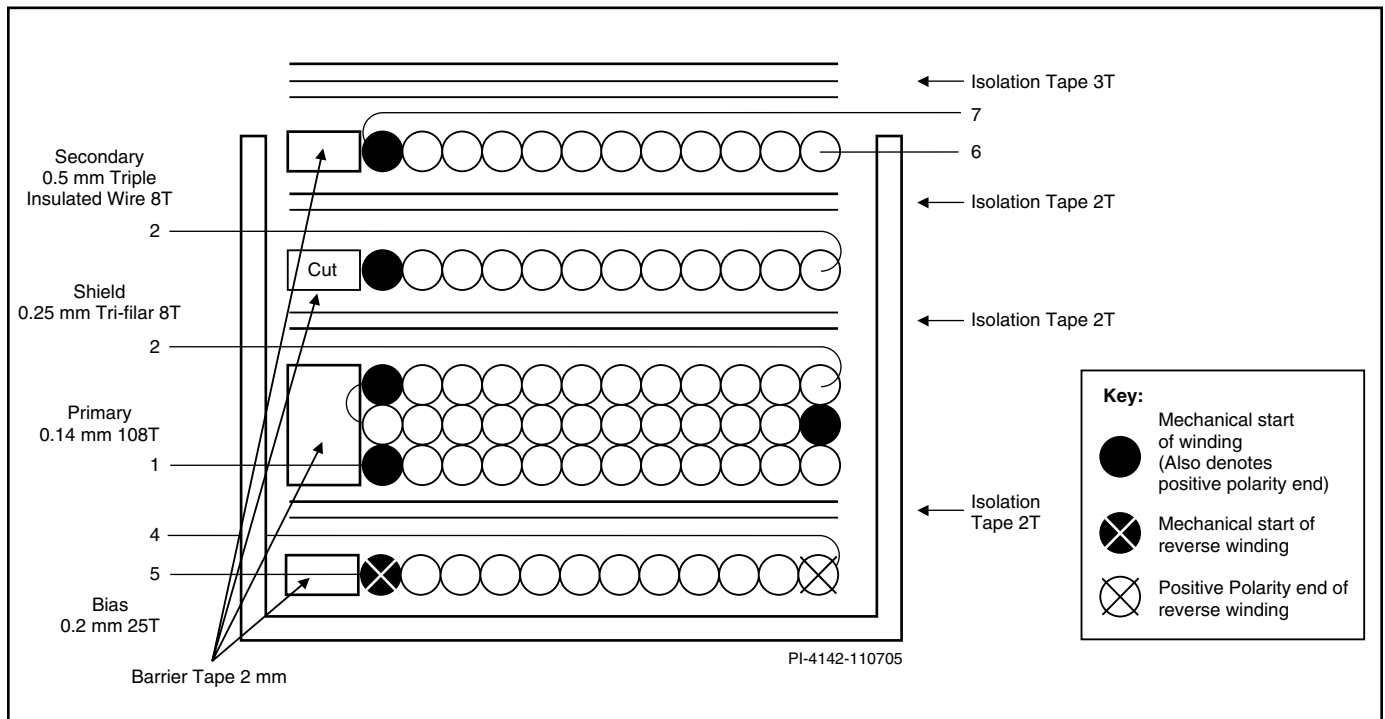 Isolation Tape 3T
7
6
Secondary
0.5 mm Triple
Insulated Wire 8T
Isolation Tape 2T
2
Cut
Shield
0.25 mm Tri-filar 8T
Isolation Tape 2T
2
Primary
0.14 mm 108T
1
Isolation
Tape 2T
4
5
Bias
0.2 mm 25T
Barrier Tape 2 mm
PI-4142-110705
Key:
Mechanical start
of winding
(Also denotes
positive polarity end)
Mechanical start of
reverse winding
Positive Polarity end of
reverse winding